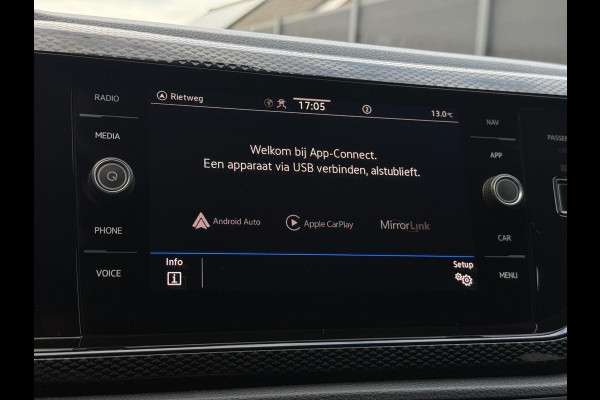 RADIO
MEDIA
PHONE
VOICE
Rietweg
17:05
2
13.0°C
Welkom bij App-Connect.
Een apparaat via USB verbinden, alstublieft.
Android Auto
Apple CarPlay
MirrorLink
Info
Setup
NAV
APP
CAR
MENU